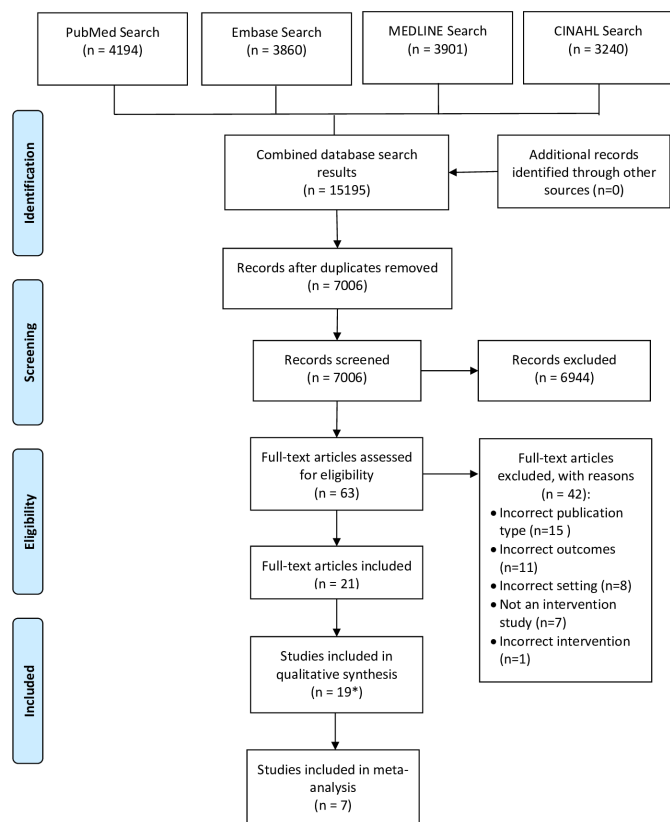 PubMed Search
(n = 4194)
Embase Search
(n = 3860)
MEDLINE Search
(n = 3901)
CINAHL Search
(n = 3240)
Identification
Combined database search
results
(n = 15195)
Additional records
identified through other
sources (n=0)
Records after duplicates removed
(n = 7006)
Screening
Records screened
(n = 7006)
Records excluded
(n = 6944)
Eligibility
Full-text articles assessed
for eligibility
(n = 63)
Full-text articles
excluded, with reasons
(n = 42):
• Incorrect publication
type (n=15 )
• Incorrect outcomes
(n=11)
• Incorrect setting (n=8)
• Not an intervention
study (n=7)
• Incorrect intervention
(n=1)
Full-text articles included
(n = 21)
Included
Studies included in
qualitative synthesis
(n = 19*)
Studies included in meta-
analysis
(n = 7)